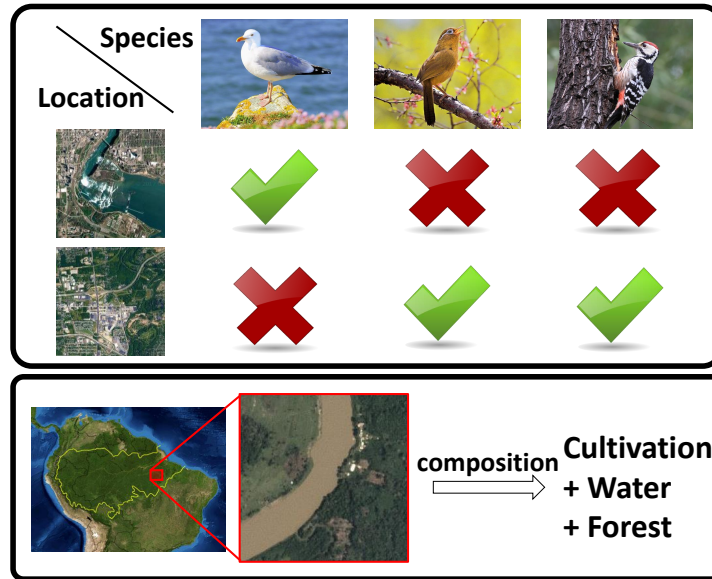 Species
Location
composition
Cultivation
+ Water
+ Forest